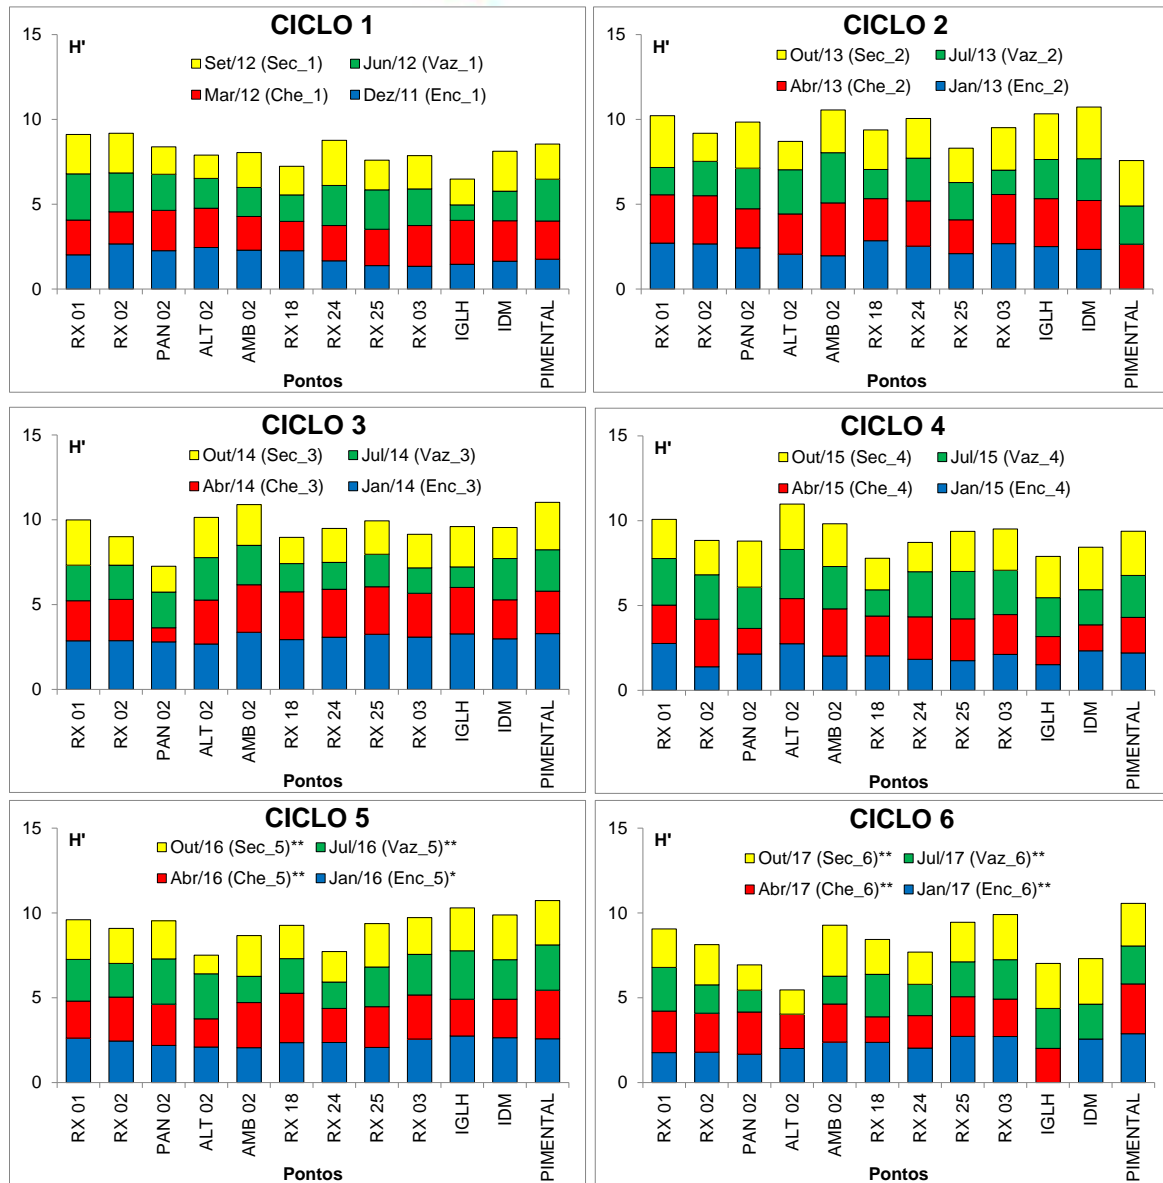 CICLO 1
H'
Set/12 (Sec_1) Jun/12 (Vaz_1)
Mar/12 (Che_1) Dez/11 (Enc_1)
15
10
5
0
RX 01 RX 02 PAN 02 ALT 02 AMB 02 RX 18 RX 24 RX 25 RX 03 IGLH IDM PIMENTAL
Pontos
CICLO 2
H'
Out/13 (Sec_2) Jul/13 (Vaz_2)
Abr/13 (Che_2) Jan/13 (Enc_2)
15
10
5
0
RX 01 RX 02 PAN 02 ALT 02 AMB 02 RX 18 RX 24 RX 25 RX 03 IGLH IDM PIMENTAL
Pontos
CICLO 3
H'
Out/14 (Sec_3) Jul/14 (Vaz_3)
Abr/14 (Che_3) Jan/14 (Enc_3)
15
10
5
0
RX 01 RX 02 PAN 02 ALT 02 AMB 02 RX 18 RX 24 RX 25 RX 03 IGLH IDM PIMENTAL
Pontos
CICLO 4
H'
Out/15 (Sec_4) Jul/15 (Vaz_4)
Abr/15 (Che_4) Jan/15 (Enc_4)
15
10
5
0
RX 01 RX 02 PAN 02 ALT 02 AMB 02 RX 18 RX 24 RX 25 RX 03 IGLH IDM PIMENTAL
Pontos
CICLO 5
H'
Out/16 (Sec_5)** Jul/16 (Vaz_5)**
Abr/16 (Che_5)** Jan/16 (Enc_5)*
15
10
5
0
RX 01 RX 02 PAN 02 ALT 02 AMB 02 RX 18 RX 24 RX 25 RX 03 IGLH IDM PIMENTAL
Pontos
CICLO 6
H'
Out/17 (Sec_6)** Jul/17 (Vaz_6)**
Abr/17 (Che_6)** Jan/17 (Enc_6)**
15
10
5
0
RX 01 RX 02 PAN 02 ALT 02 AMB 02 RX 18 RX 24 RX 25 RX 03 IGLH IDM PIMENTAL
Pontos